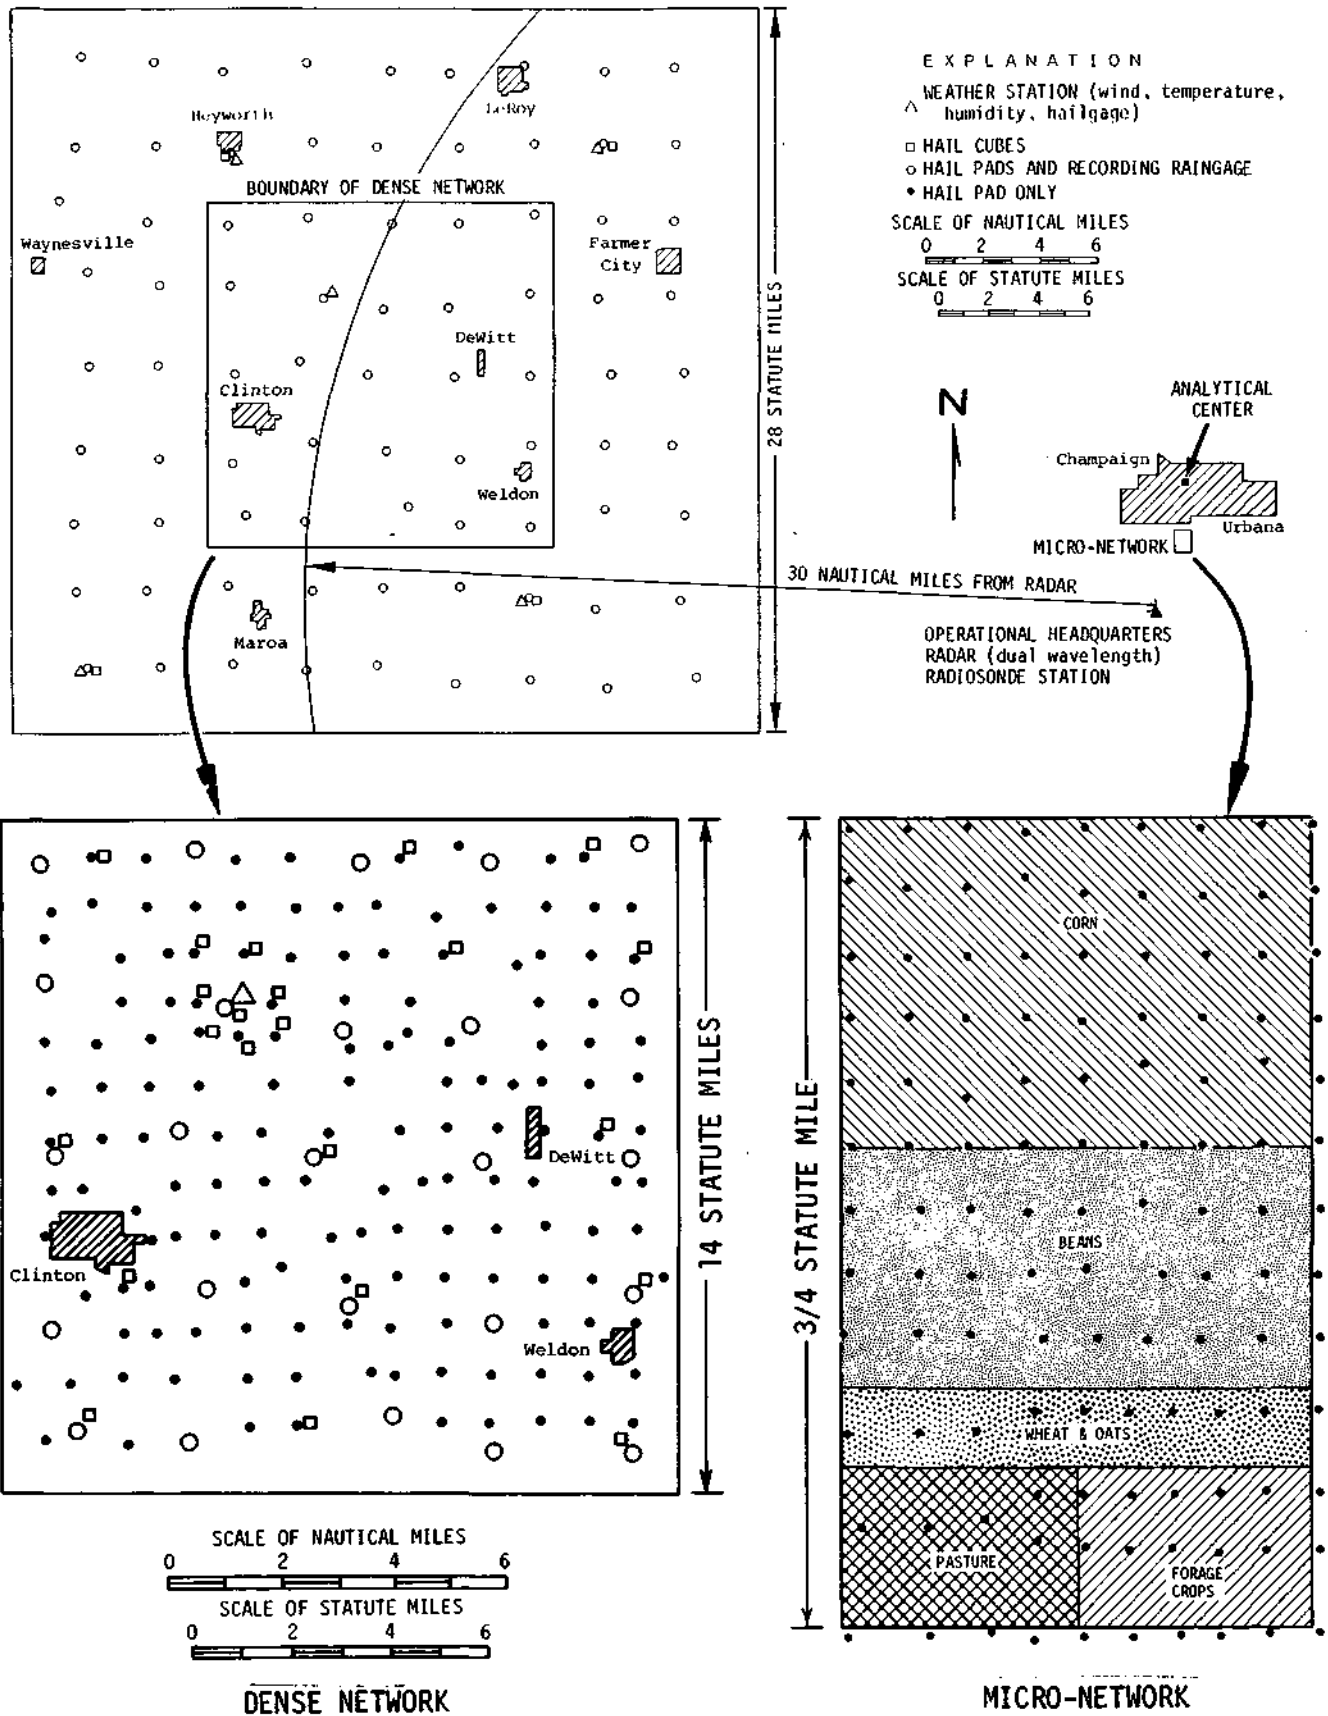 EXPLANATION
WEATHER STATION (wind, temperature,
humidity, hailgage)
HAIL CUBES
HAIL PADS AND RECORDING RAINGAGE
HAIL PAD ONLY
SCALE OF NAUTICAL MILES
0 2 4 6
SCALE OF STATUTE MILES
0 2 4 6
LeRoy
Heyworth
BOUNDARY OF DENSE NETWORK
Waynesville
Farmer
City
DeWitt
Clinton
Weldon
Maroa
28 STATUTE MILES
N
ANALYTICAL
CENTER
Champaign
Urbana
MICRO-NETWORK
30 NAUTICAL MILES FROM RADAR
OPERATIONAL HEADQUARTERS
RADAR (dual wavelength)
RADIOSONDE STATION
DeWitt
Clinton
Weldon
14 STATUTE MILES
SCALE OF NAUTICAL MILES
0 2 4 6
SCALE OF STATUTE MILES
0 2 4 6
DENSE NETWORK
3/4 STATUTE MILE
CORN
BEANS
WHEAT & OATS
PASTURE
FORAGE
CROPS
MICRO-NETWORK